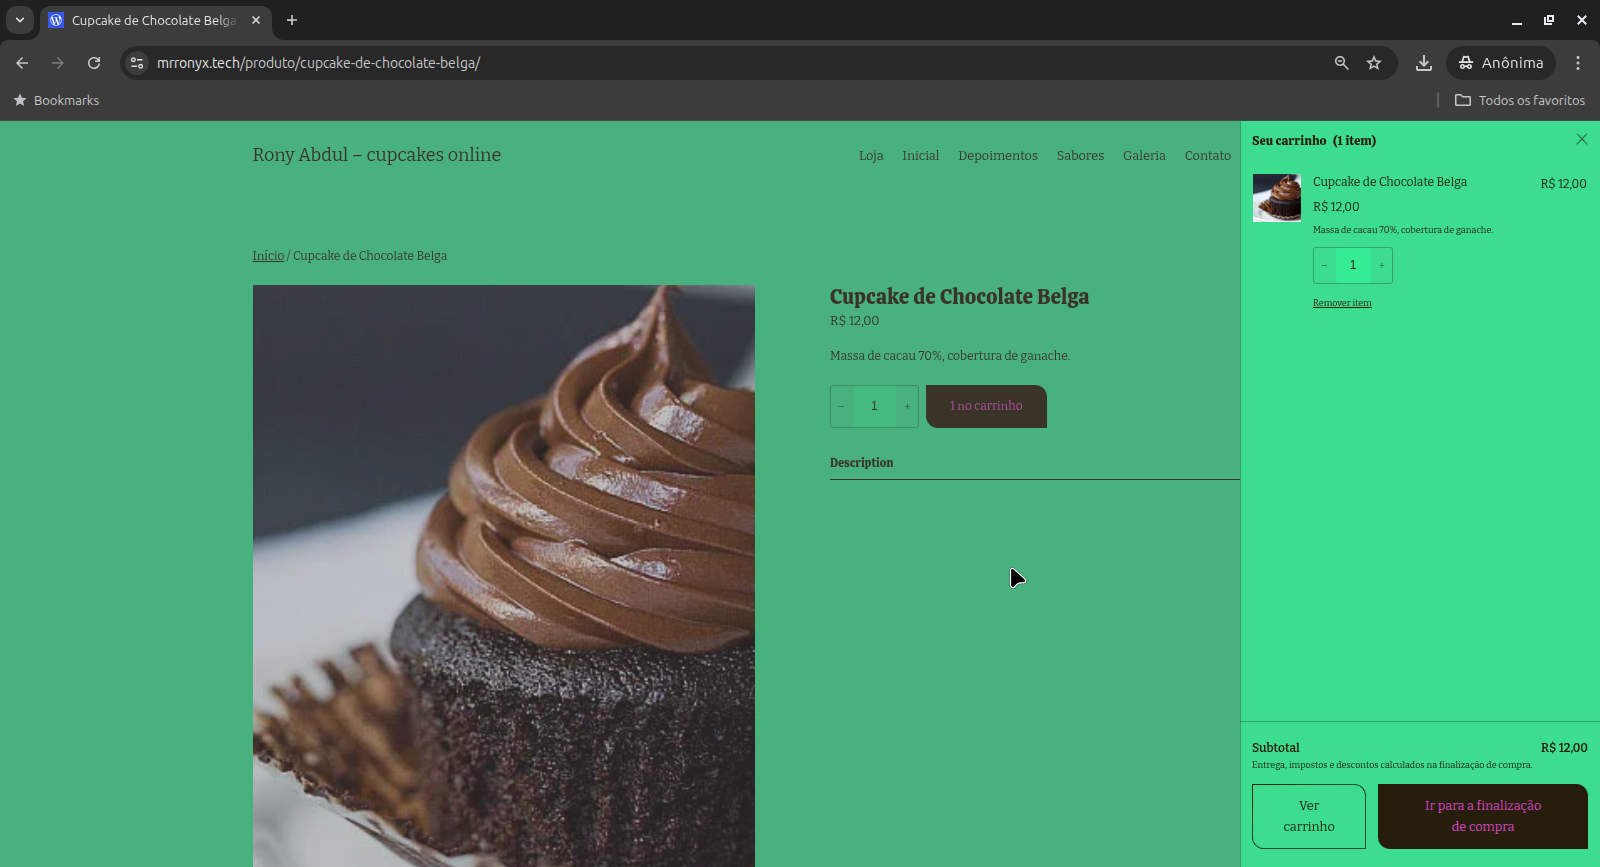 Cupcake de Chocolate Belga
mrronyx.tech/produto/cupcake-de-chocolate-belga/
Anônima
Bookmarks
Todos os favoritos
Rony Abdul – cupcakes online
Loja
Inicial
Depoimentos
Sabores
Galeria
Contato
Início / Cupcake de Chocolate Belga
Cupcake de Chocolate Belga
R$ 12,00
Massa de cacau 70%, cobertura de ganache.
− 1 +
1 no carrinho
Description
Seu carrinho (1 item)
Cupcake de Chocolate Belga
R$ 12,00
R$ 12,00
Massa de cacau 70%, cobertura de ganache.
− 1 +
Remover item
Subtotal
R$ 12,00
Entrega, impostos e descontos calculados na finalização de compra.
Ver
carrinho
Ir para a finalização
de compra